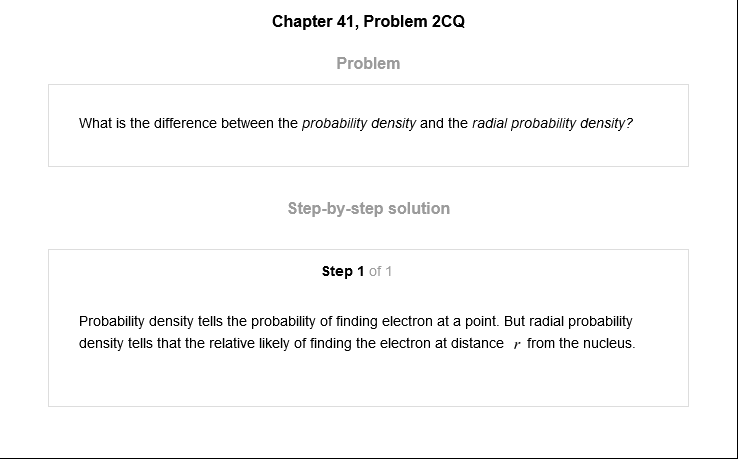 Chapter 41, Problem 2CQ
Problem
What is the difference between the probability density and the radial probability density?
Step-by-step solution
Step 1 of 1
Probability density tells the probability of finding electron at a point. But radial probability
density tells that the relative likely of finding the electron at distance r from the nucleus.